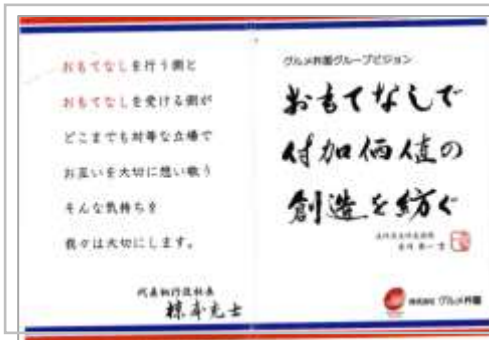 おもてなしを行う側と
おもてなしを受ける側が
どこまでも対等な立場で
お互いを大切に想い敬う
そんな気持ちを
我々は大切にします。
代表執行役社長
グルメ杵屋グループビジョン
おもてなしで
付加価値の
創造を紡ぐ
株式会社 グルメ杵屋